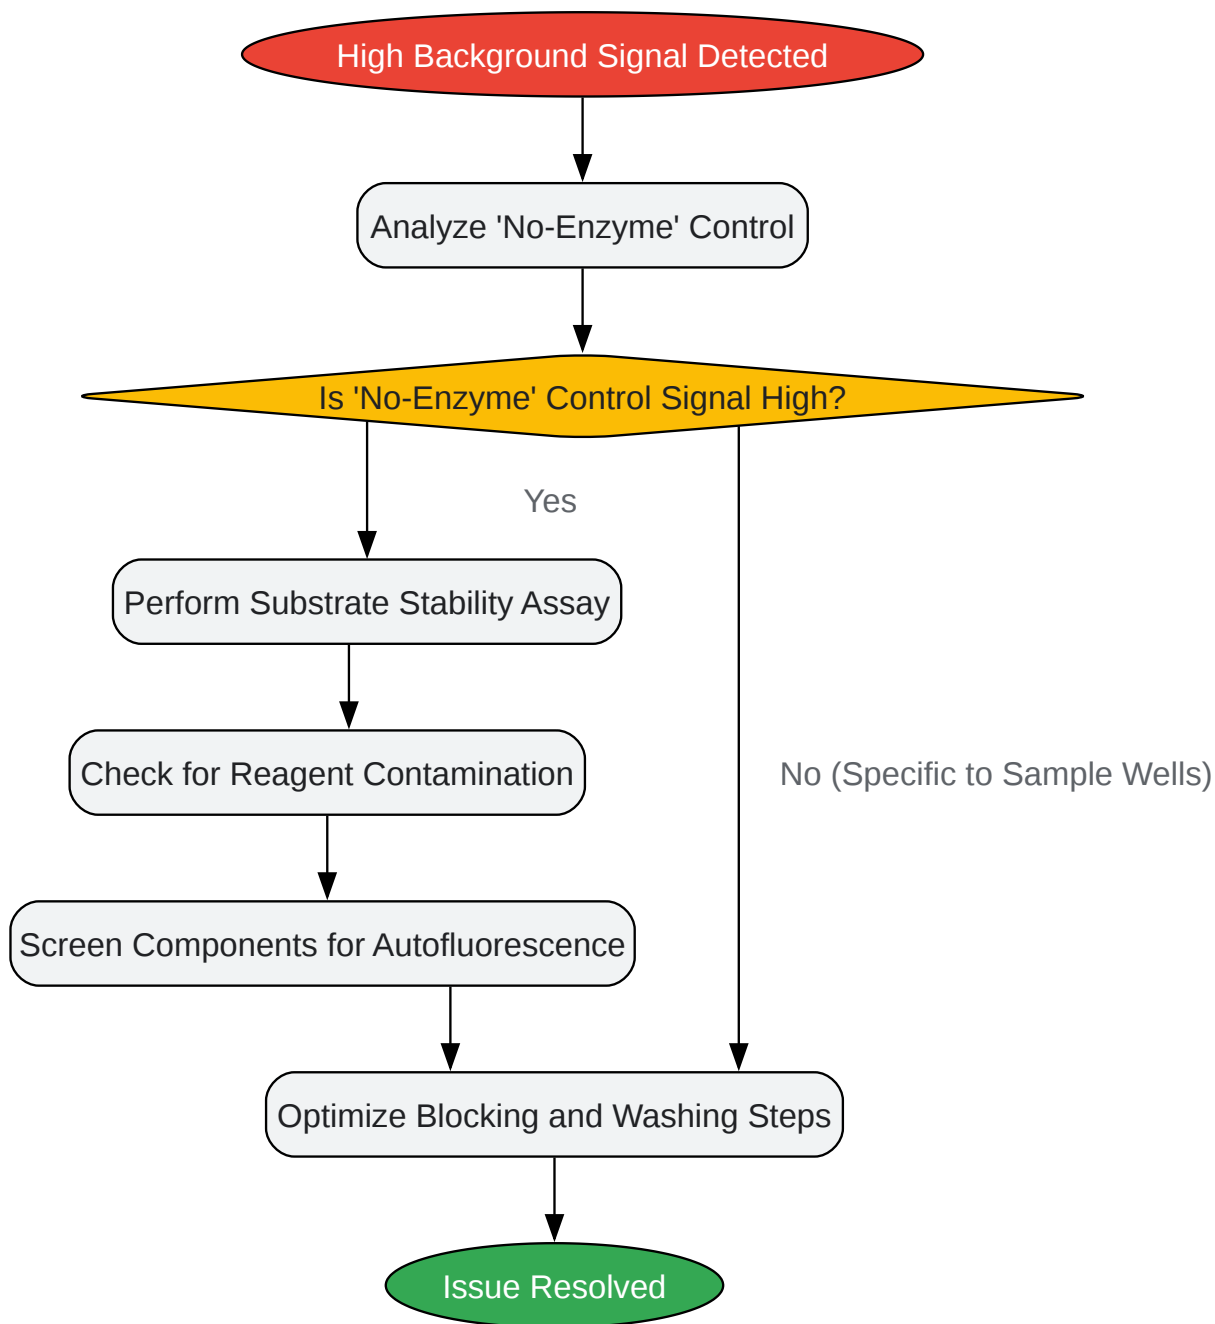 High Background Signal Detected
Analyze 'No-Enzyme' Control
Is 'No-Enzyme' Control Signal High?
Yes
Perform Substrate Stability Assay
Check for Reagent Contamination
No (Specific to Sample Wells)
Screen Components for Autofluorescence
Optimize Blocking and Washing Steps
Issue Resolved